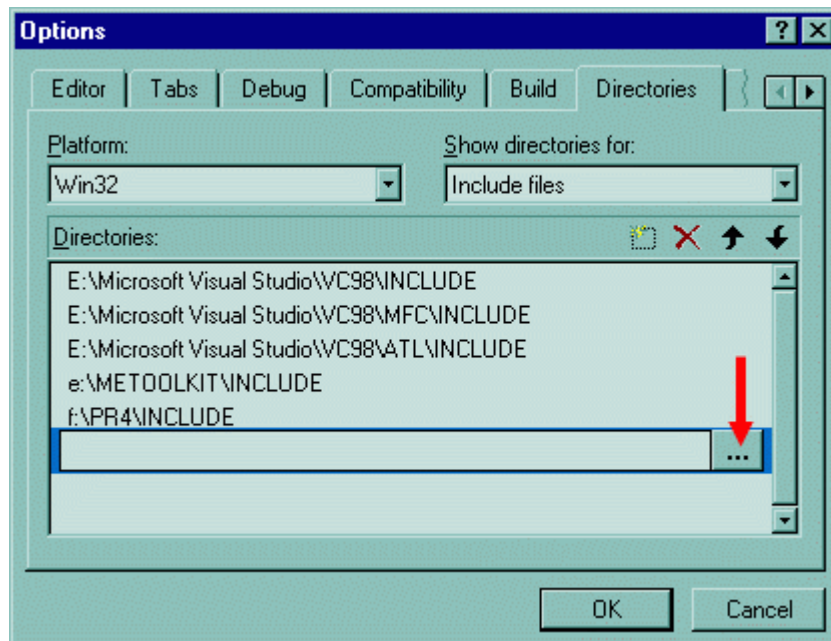 Options
Editor Tabs Debug Compatibility Build Directories
Platform: Show directories for:
Win32 Include files
Directories:
E:\Microsoft Visual Studio\VC98\INCLUDE
E:\Microsoft Visual Studio\VC98\MFC\INCLUDE
E:\Microsoft Visual Studio\VC98\ATL\INCLUDE
e:\METOOLKIT\INCLUDE
f:\PR4\INCLUDE
...
OK Cancel